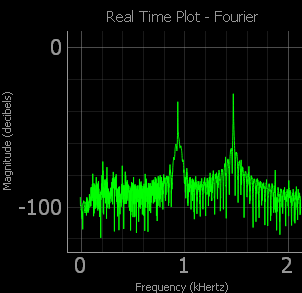 Real Time Plot - Fourier
0
Magnitude (decibels)
-100
0 1 2
Frequency (kHertz)